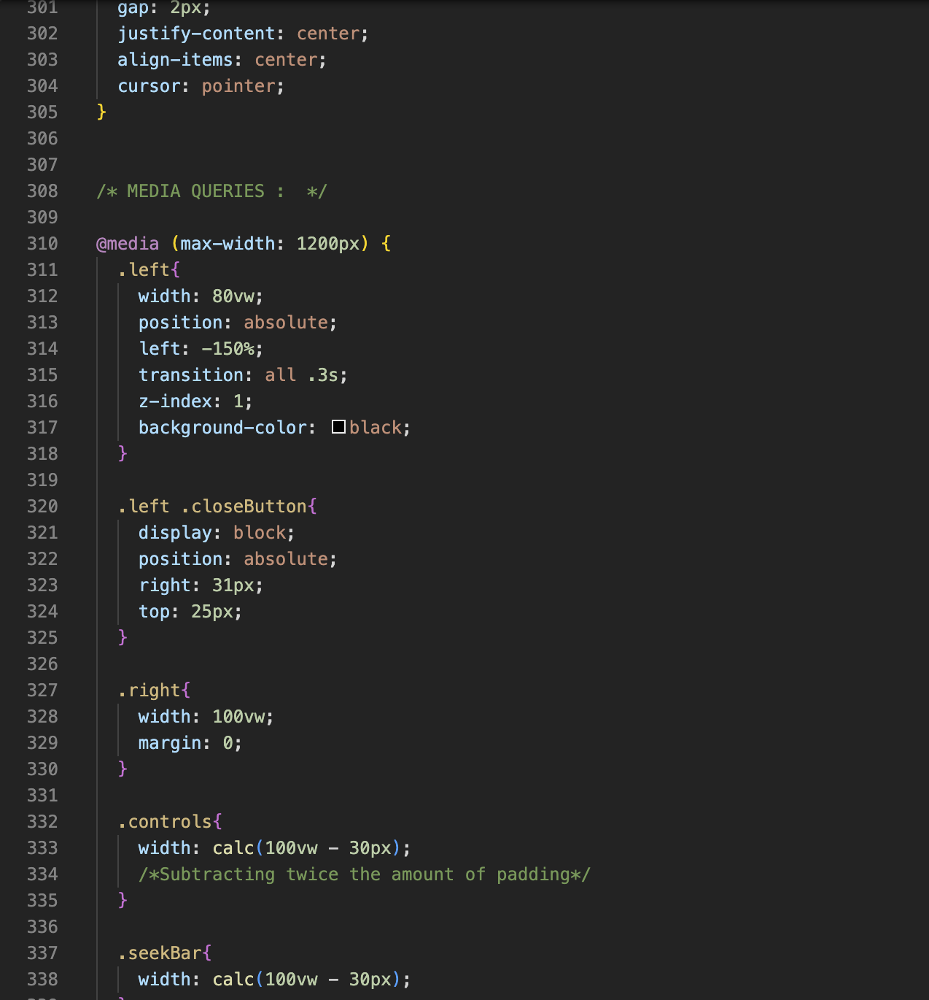 301 gap: 2px;
302 justify-content: center;
303 align-items: center;
304 cursor: pointer;
305 }
306
307
308 /* MEDIA QUERIES :  */
309
310 @media (max-width: 1200px) {
311 .left{
312 width: 80vw;
313 position: absolute;
314 left: -150%;
315 transition: all .3s;
316 z-index: 1;
317 background-color: black;
318 }
319
320 .left .closeButton{
321 display: block;
322 position: absolute;
323 right: 31px;
324 top: 25px;
325 }
326
327 .right{
328 width: 100vw;
329 margin: 0;
330 }
331
332 .controls{
333 width: calc(100vw - 30px);
334 /*Subtracting twice the amount of padding*/
335 }
336
337 .seekBar{
338 width: calc(100vw - 30px);